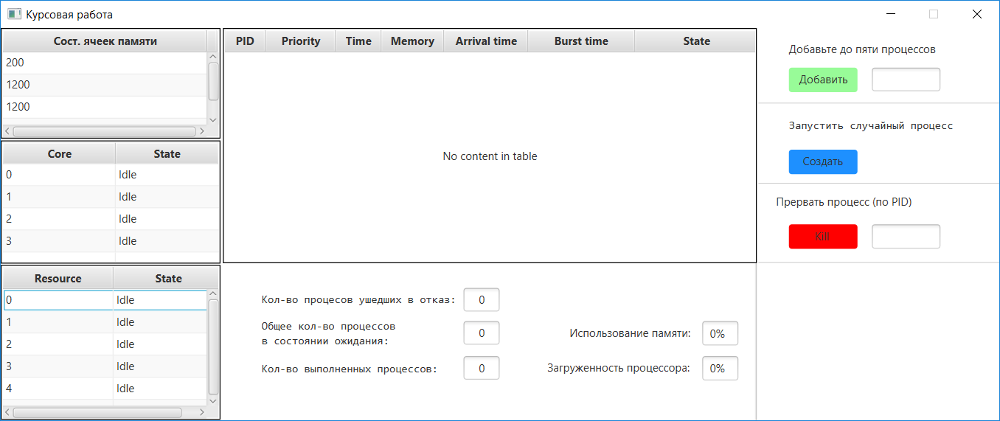 Курсовая работа
Сост. ячеек памяти
200
1200
1200
Core State
0 Idle
1 Idle
2 Idle
3 Idle
Resource State
0 Idle
1 Idle
2 Idle
3 Idle
4 Idle
PID Priority Time Memory Arrival time Burst time State
No content in table
Кол-во процесов ушедших в отказ: 0
Общее кол-во процессов
в состоянии ожидания: 0
Кол-во выполненных процессов: 0
Использование памяти: 0%
Загруженность процессора: 0%
Добавьте до пяти процессов
Добавить
Запустить случайный процесс
Создать
Прервать процесс (по PID)
Kill